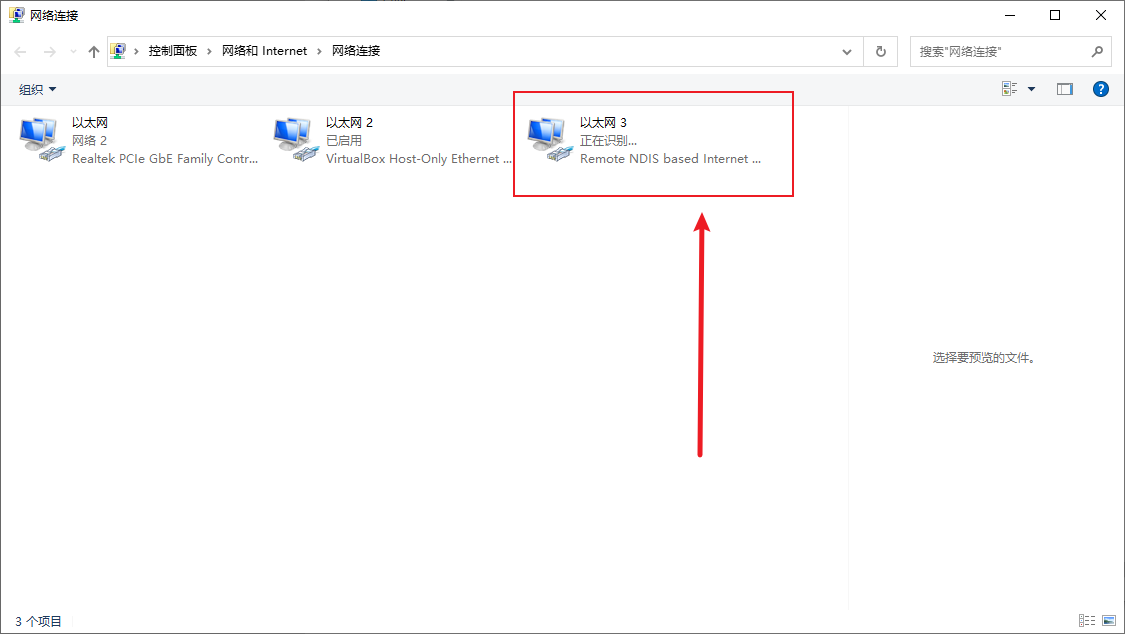 网络连接
控制面板 › 网络和 Internet › 网络连接
搜索"网络连接"
组织
以太网
网络 2
Realtek PCIe GbE Family Contr...
以太网 2
已启用
VirtualBox Host-Only Ethernet ...
以太网 3
正在识别...
Remote NDIS based Internet ...
选择要预览的文件。
3 个项目